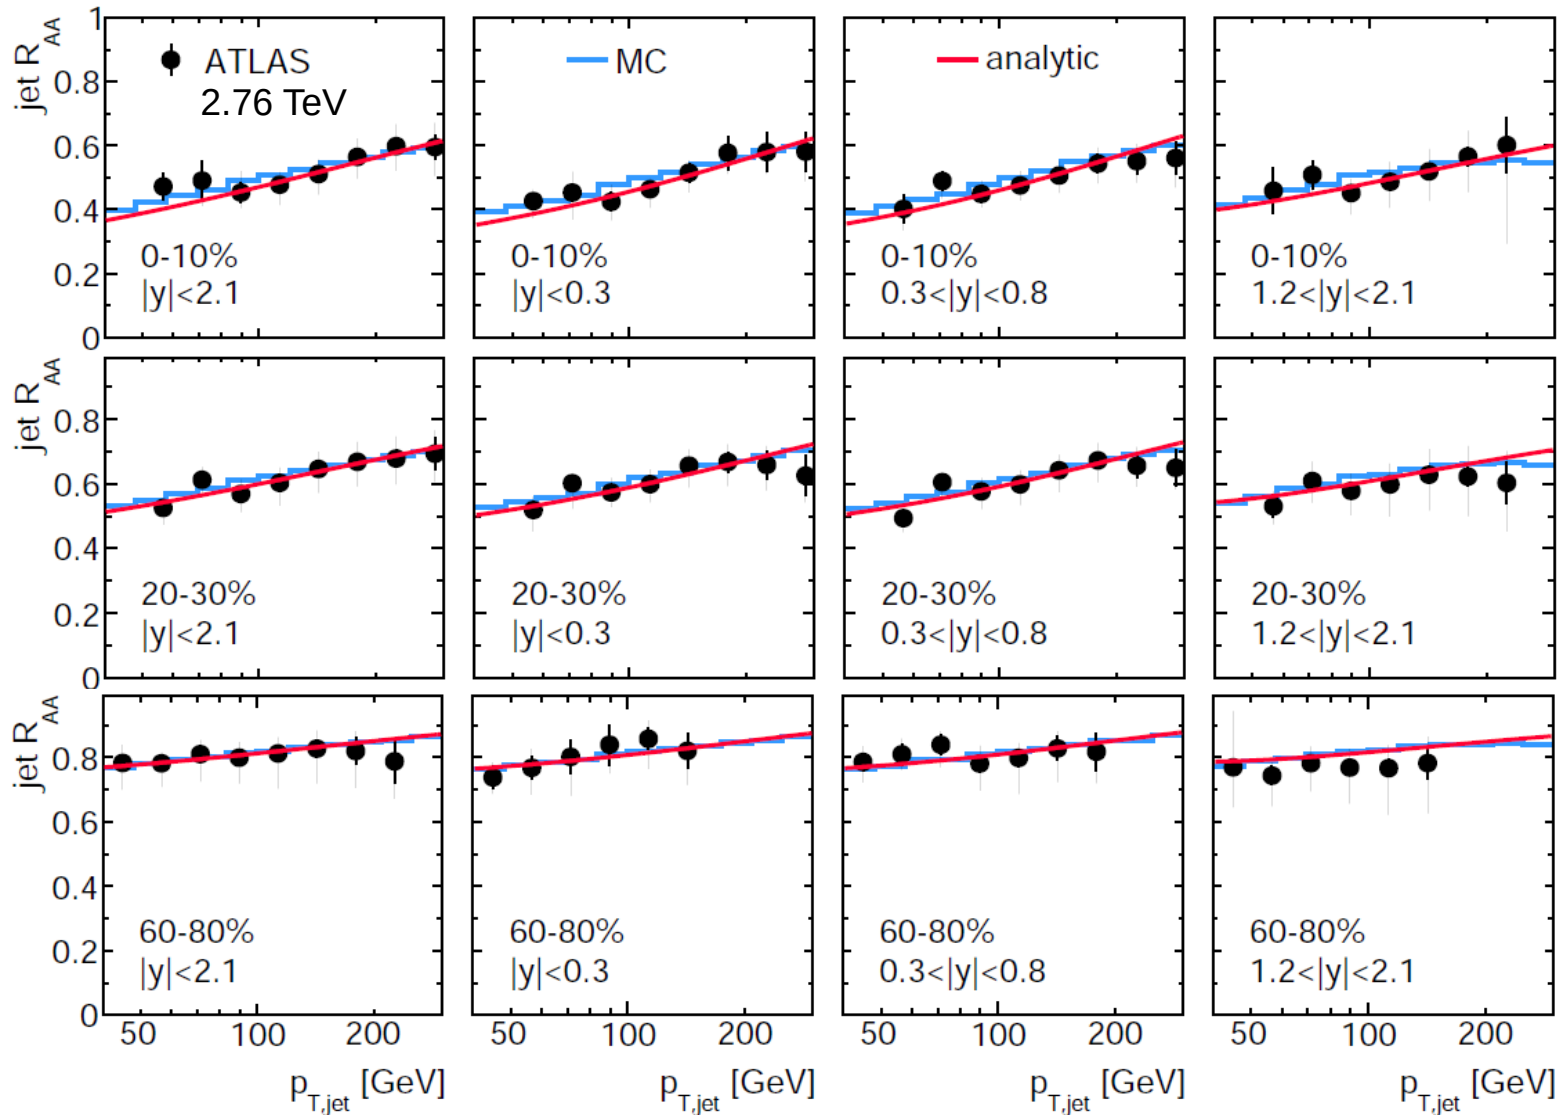 jet R_AA
1
0.8
0.6
0.4
0.2
0
ATLAS
2.76 TeV
MC
analytic
0-10%
|y|<2.1
0-10%
|y|<0.3
0-10%
0.3<|y|<0.8
0-10%
1.2<|y|<2.1
jet R_AA
0.8
0.6
0.4
0.2
0
20-30%
|y|<2.1
20-30%
|y|<0.3
20-30%
0.3<|y|<0.8
20-30%
1.2<|y|<2.1
jet R_AA
0.8
0.6
0.4
0.2
0
60-80%
|y|<2.1
60-80%
|y|<0.3
60-80%
0.3<|y|<0.8
60-80%
1.2<|y|<2.1
50 100 200
50 100 200
50 100 200
50 100 200
p_T,jet [GeV]
p_T,jet [GeV]
p_T,jet [GeV]
p_T,jet [GeV]